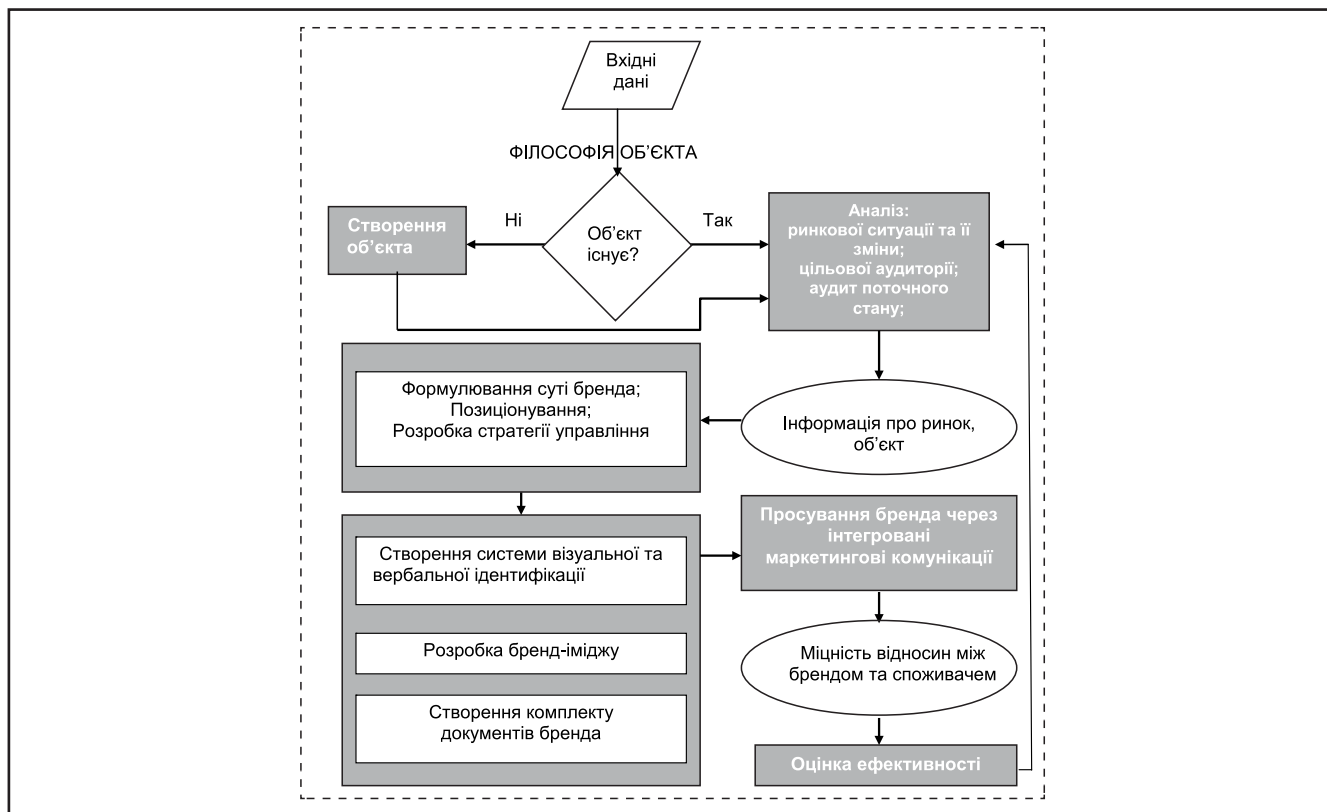 Вхідні
дані
ФІЛОСОФІЯ ОБ’ЄКТА
Ні
Так
Об’єкт
існує?
Створення
об’єкта
Аналіз:
ринкової ситуації та її
зміни;
цільової аудиторії;
аудит поточного
стану;
Формулювання суті бренда;
Позиціонування;
Розробка стратегії управління
Інформація про ринок,
об’єкт
Створення системи візуальної та
вербальної ідентифікації
Розробка бренд-іміджу
Створення комплекту
документів бренда
Просування бренда через
інтегровані
маркетингові комунікації
Міцність відносин між
брендом та споживачем
Оцінка ефективності